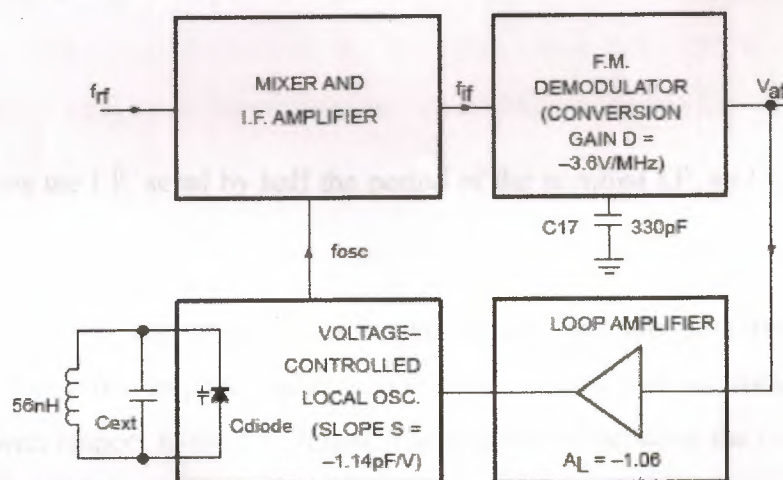 f_rf
MIXER AND
I.F. AMPLIFIER
f_if
F.M.
DEMODULATOR
(CONVERSION
GAIN D =
–3.6V/MHz)
V_af
C17 330pF
fosc
56nH
Cext
Cdiode
VOLTAGE–
CONTROLLED
LOCAL OSC.
(SLOPE S =
–1.14pF/V)
LOOP AMPLIFIER
A_L = –1.06